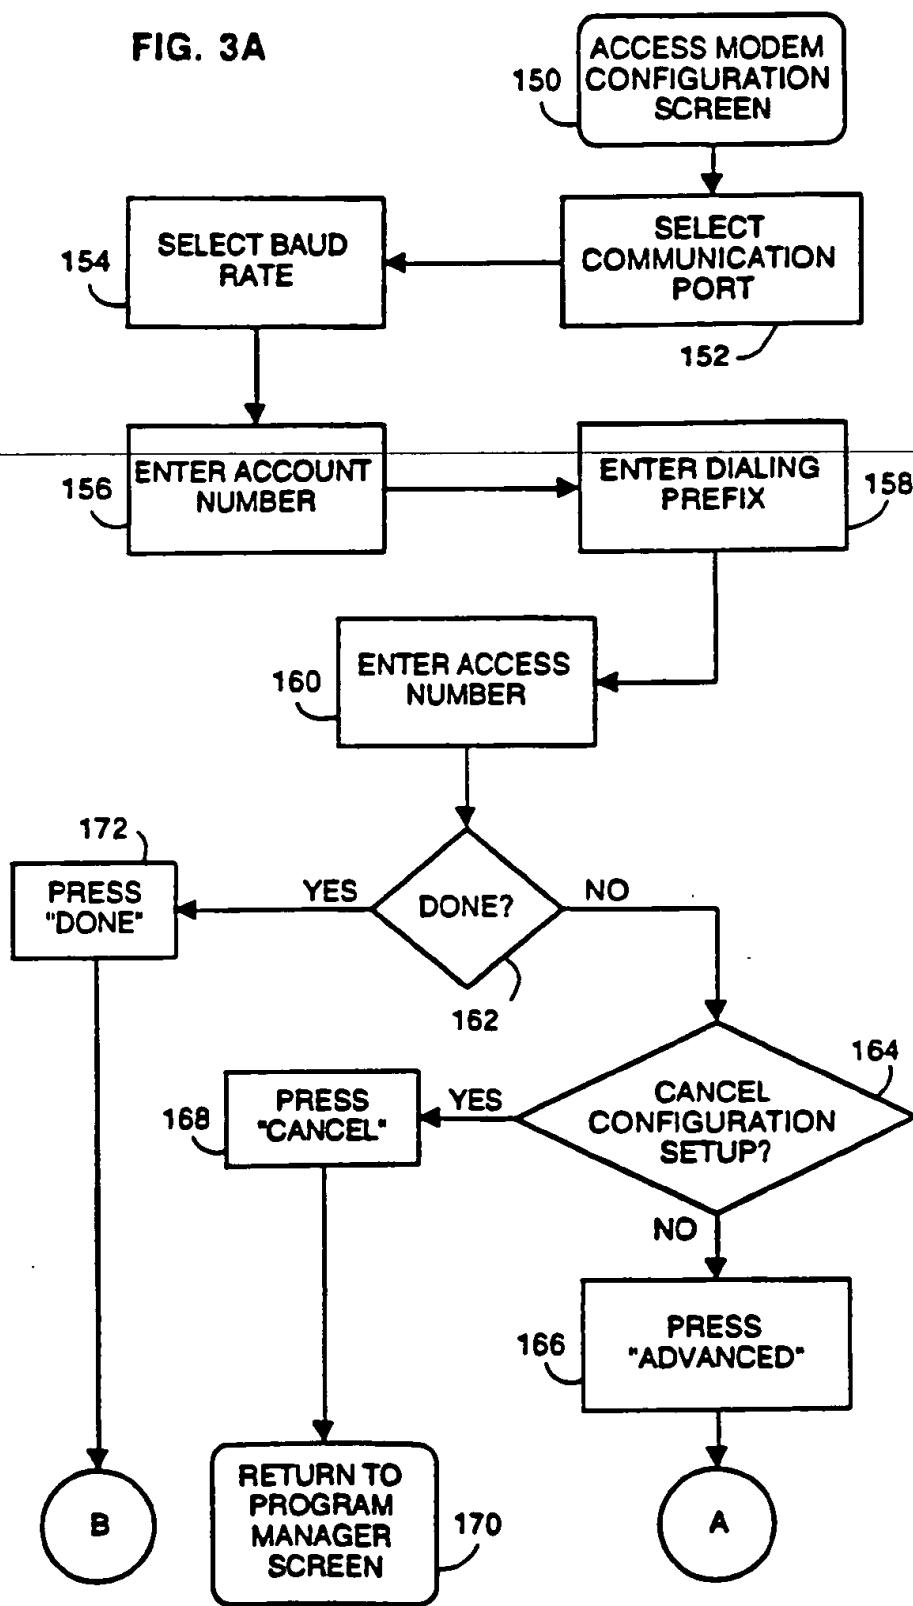 FIG. 3A
ACCESS MODEM
CONFIGURATION
SCREEN
150
SELECT
COMMUNICATION
PORT
152
SELECT BAUD
RATE
154
ENTER ACCOUNT
NUMBER
156
ENTER DIALING
PREFIX
158
ENTER ACCESS
NUMBER
160
DONE?
162
YES
NO
172
PRESS
"DONE"
164
CANCEL
CONFIGURATION
SETUP?
YES
NO
PRESS
"CANCEL"
168
PRESS
"ADVANCED"
166
B
RETURN TO
PROGRAM
MANAGER
SCREEN
170
A